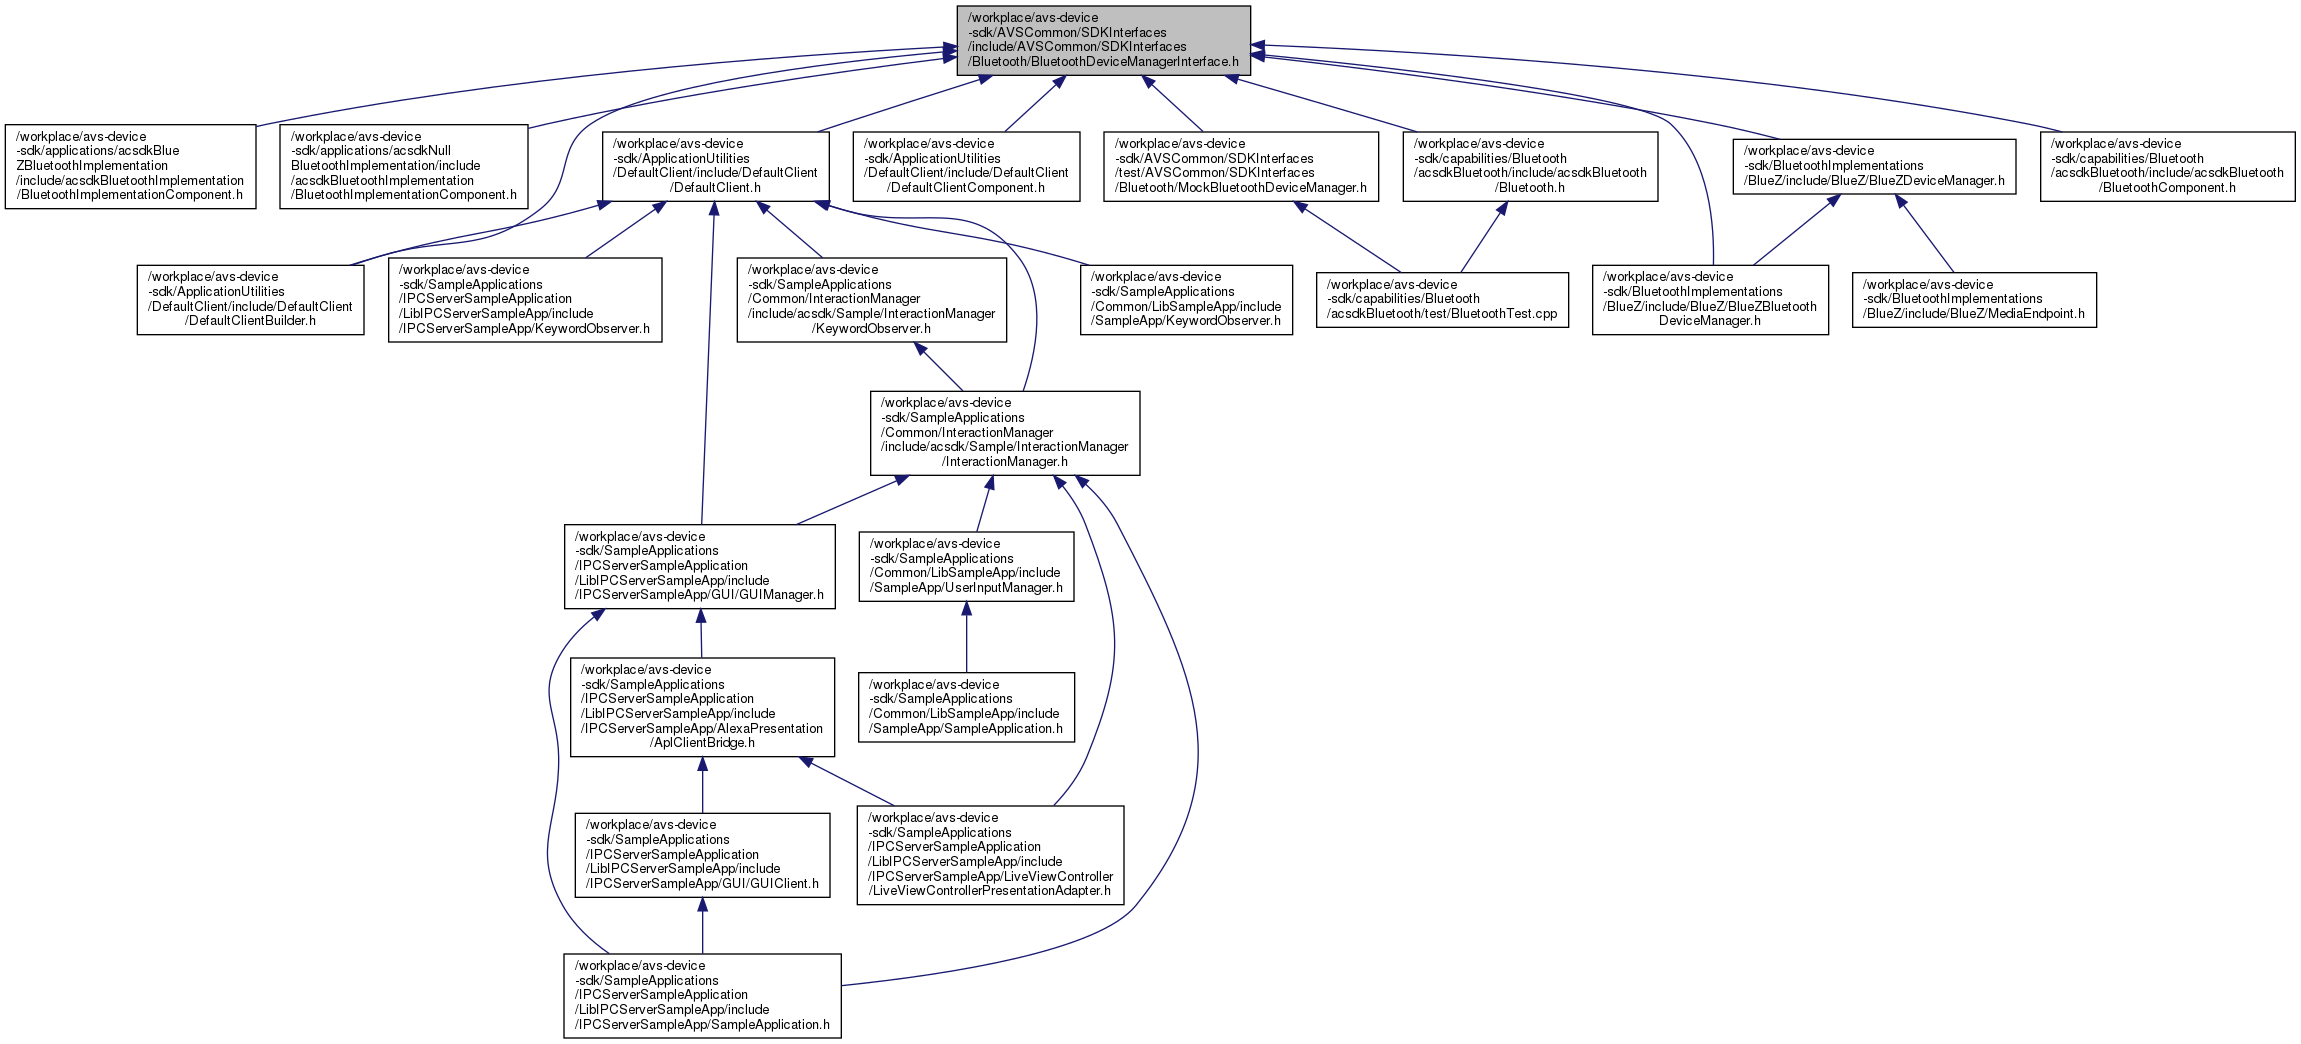 /workplace/avs-device
-sdk/AVSCommon/SDKInterfaces
/include/AVSCommon/SDKInterfaces
/Bluetooth/BluetoothDeviceManagerInterface.h
/workplace/avs-device
-sdk/applications/acsdkBlue
ZBluetoothImplementation
/include/acsdkBluetoothImplementation
/BluetoothImplementationComponent.h
/workplace/avs-device
-sdk/applications/acsdkNull
BluetoothImplementation/include
/acsdkBluetoothImplementation
/BluetoothImplementationComponent.h
/workplace/avs-device
-sdk/ApplicationUtilities
/DefaultClient/include/DefaultClient
/DefaultClient.h
/workplace/avs-device
-sdk/ApplicationUtilities
/DefaultClient/include/DefaultClient
/DefaultClientComponent.h
/workplace/avs-device
-sdk/AVSCommon/SDKInterfaces
/test/AVSCommon/SDKInterfaces
/Bluetooth/MockBluetoothDeviceManager.h
/workplace/avs-device
-sdk/capabilities/Bluetooth
/acsdkBluetooth/include/acsdkBluetooth
/Bluetooth.h
/workplace/avs-device
-sdk/BluetoothImplementations
/BlueZ/include/BlueZ/BlueZDeviceManager.h
/workplace/avs-device
-sdk/capabilities/Bluetooth
/acsdkBluetooth/include/acsdkBluetooth
/BluetoothComponent.h
/workplace/avs-device
-sdk/ApplicationUtilities
/DefaultClient/include/DefaultClient
/DefaultClientBuilder.h
/workplace/avs-device
-sdk/SampleApplications
/IPCServerSampleApplication
/LibIPCServerSampleApp/include
/IPCServerSampleApp/KeywordObserver.h
/workplace/avs-device
-sdk/SampleApplications
/Common/InteractionManager
/include/acsdk/Sample/InteractionManager
/KeywordObserver.h
/workplace/avs-device
-sdk/SampleApplications
/Common/LibSampleApp/include
/SampleApp/KeywordObserver.h
/workplace/avs-device
-sdk/capabilities/Bluetooth
/acsdkBluetooth/test/BluetoothTest.cpp
/workplace/avs-device
-sdk/BluetoothImplementations
/BlueZ/include/BlueZ/BlueZBluetooth
DeviceManager.h
/workplace/avs-device
-sdk/BluetoothImplementations
/BlueZ/include/BlueZ/MediaEndpoint.h
/workplace/avs-device
-sdk/SampleApplications
/Common/InteractionManager
/include/acsdk/Sample/InteractionManager
/InteractionManager.h
/workplace/avs-device
-sdk/SampleApplications
/IPCServerSampleApplication
/LibIPCServerSampleApp/include
/IPCServerSampleApp/GUI/GUIManager.h
/workplace/avs-device
-sdk/SampleApplications
/Common/LibSampleApp/include
/SampleApp/UserInputManager.h
/workplace/avs-device
-sdk/SampleApplications
/IPCServerSampleApplication
/LibIPCServerSampleApp/include
/IPCServerSampleApp/AlexaPresentation
/AplClientBridge.h
/workplace/avs-device
-sdk/SampleApplications
/Common/LibSampleApp/include
/SampleApp/SampleApplication.h
/workplace/avs-device
-sdk/SampleApplications
/IPCServerSampleApplication
/LibIPCServerSampleApp/include
/IPCServerSampleApp/GUI/GUIClient.h
/workplace/avs-device
-sdk/SampleApplications
/IPCServerSampleApplication
/LibIPCServerSampleApp/include
/IPCServerSampleApp/LiveViewController
/LiveViewControllerPresentationAdapter.h
/workplace/avs-device
-sdk/SampleApplications
/IPCServerSampleApplication
/LibIPCServerSampleApp/include
/IPCServerSampleApp/SampleApplication.h